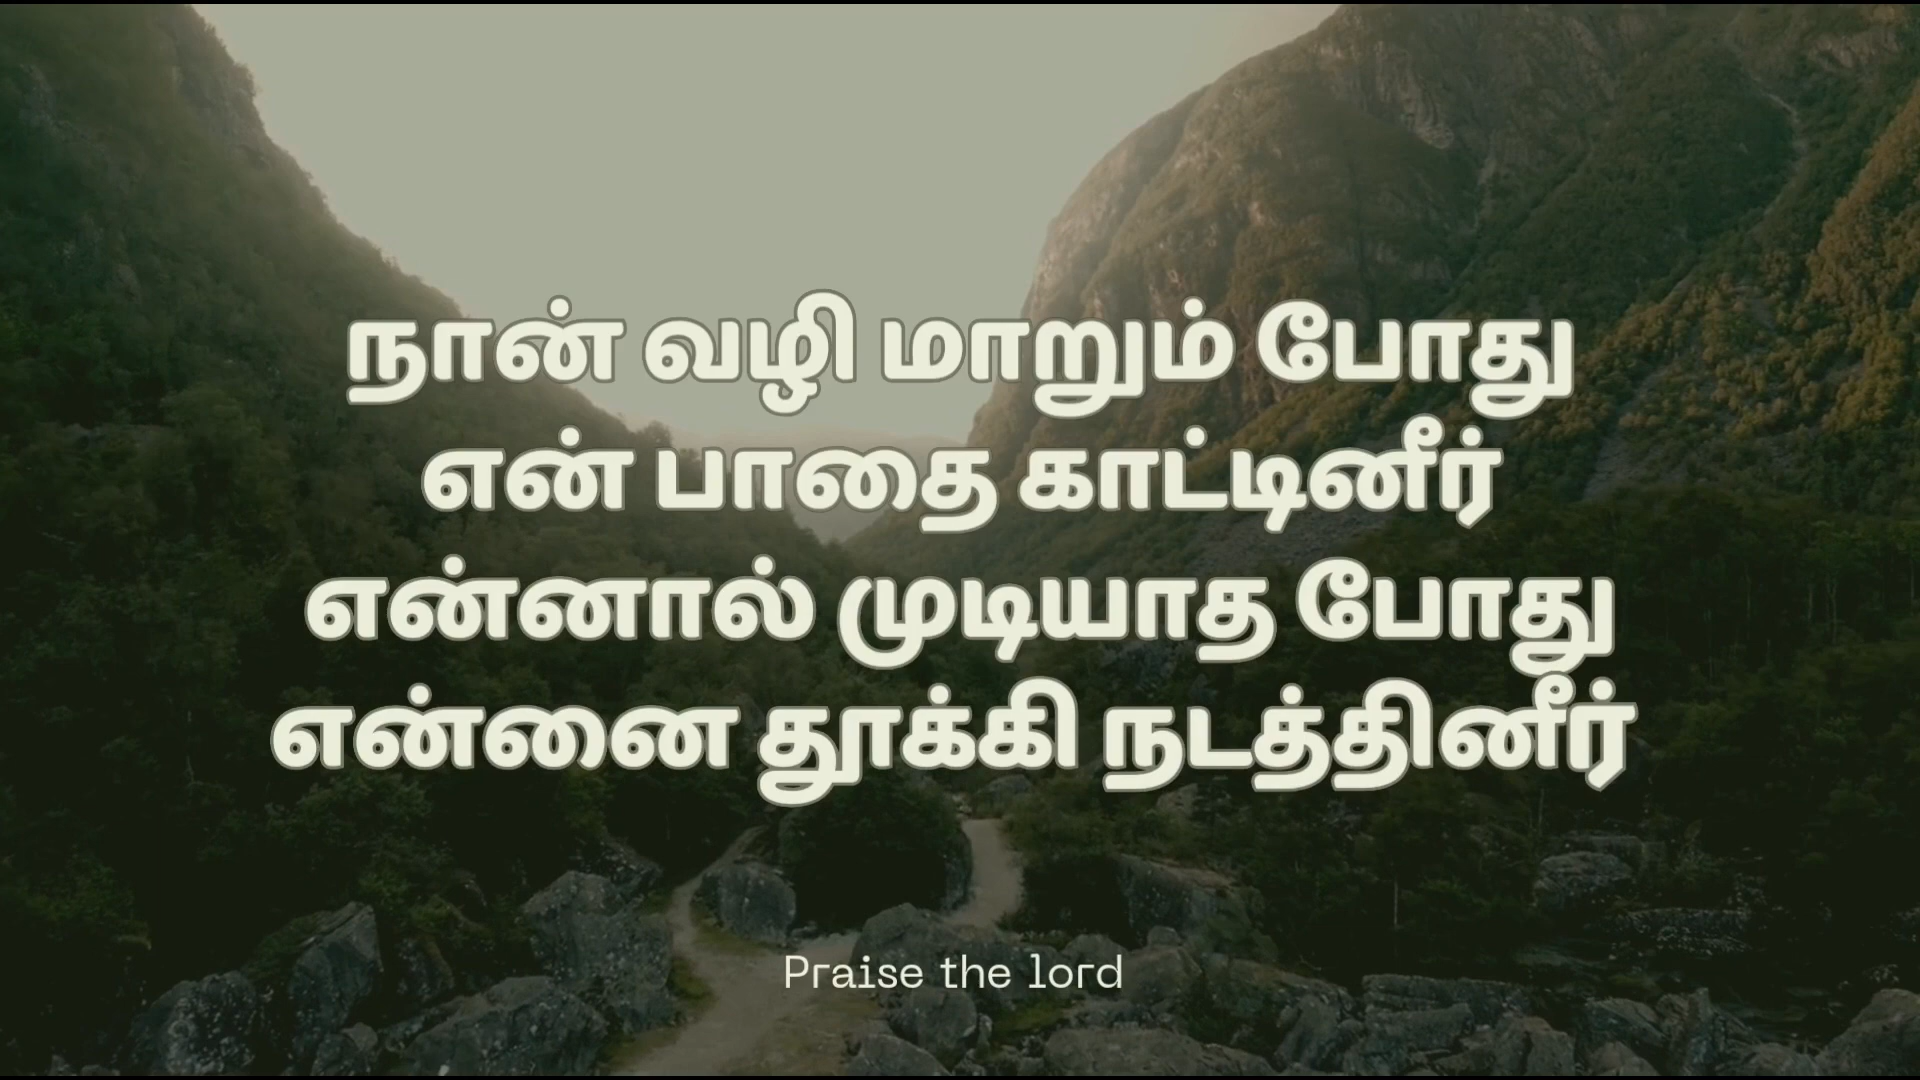 நான் வழி மாறும் போது
என் பாதை காட்டினீர்
என்னால் முடியாத போது
என்னை தூக்கி நடத்தினீர்
Praise the lord